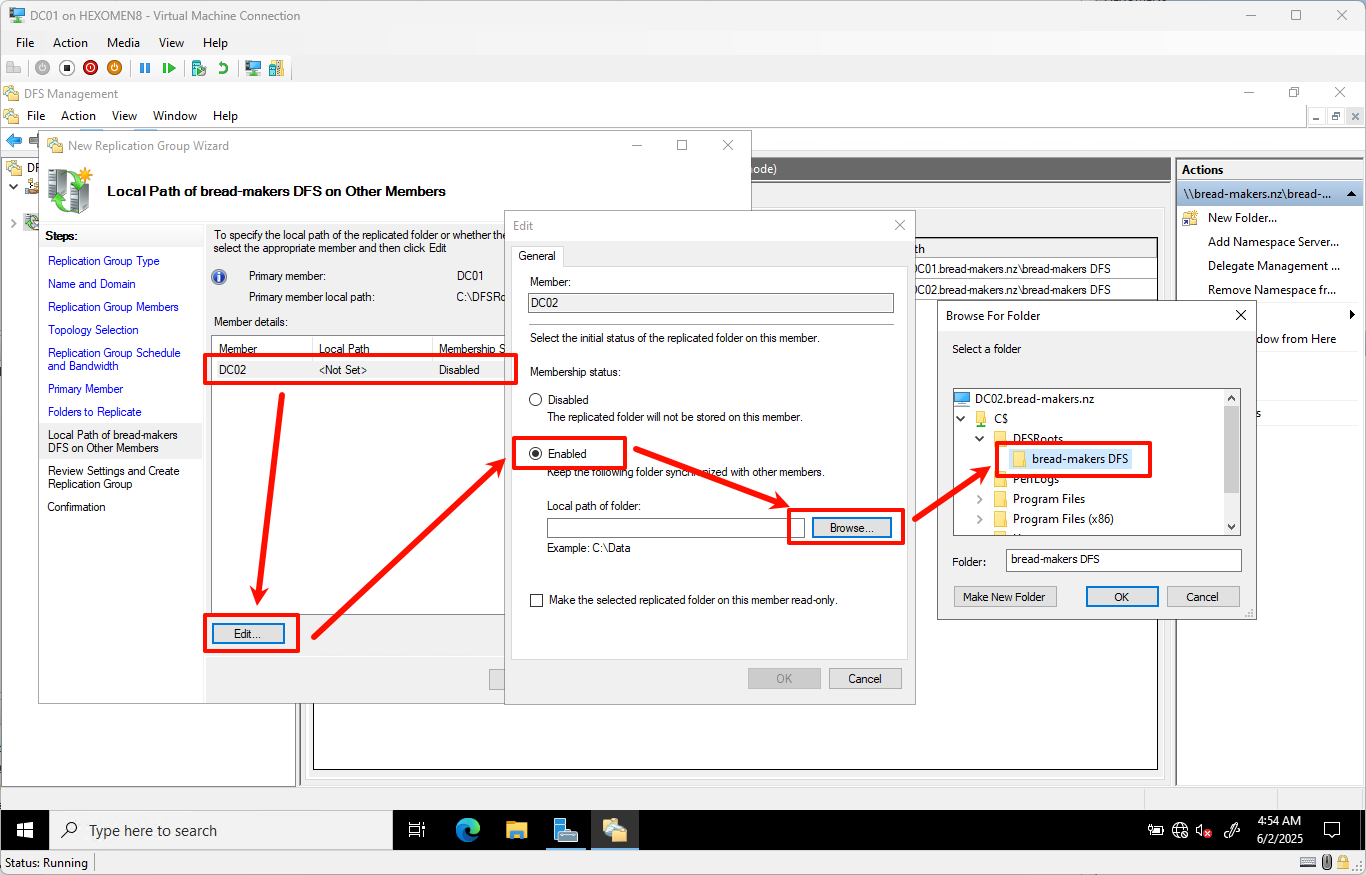 DC01 on HEXOMEN8 - Virtual Machine Connection
File Action Media View Help
DFS Management
File Action View Window Help
New Replication Group Wizard
Local Path of bread-makers DFS on Other Members
Steps:
Replication Group Type
Name and Domain
Replication Group Members
Topology Selection
Replication Group Schedule
and Bandwidth
Primary Member
Folders to Replicate
Local Path of bread-makers
DFS on Other Members
Review Settings and Create
Replication Group
Confirmation
To specify the local path of the replicated folder or whether the
select the appropriate member and then click Edit
Primary member: DC01
Primary member local path: C:\DFSRo
Member details:
Member Local Path Membership S
DC02 <Not Set> Disabled
Edit...
Edit
General
Member:
DC02
Select the initial status of the replicated folder on this member.
Membership status:
Disabled
The replicated folder will not be stored on this member.
Enabled
Keep the following folder synchronized with other members.
Local path of folder:
Browse...
Example: C:\Data
Make the selected replicated folder on this member read-only.
OK Cancel
ode)
th
DC01.bread-makers.nz\bread-makers DFS
DC02.bread-makers.nz\bread-makers DFS
Browse For Folder
Select a folder
DC02.bread-makers.nz
C$
DFSRoots
bread-makers DFS
PerfLogs
Program Files
Program Files (x86)
Folder: bread-makers DFS
Make New Folder OK Cancel
Actions
\\bread-makers.nz\bread-...
New Folder...
Add Namespace Server...
Delegate Management ...
Remove Namespace fr...
dow from Here
s
Type here to search
4:54 AM
6/2/2025
Status: Running